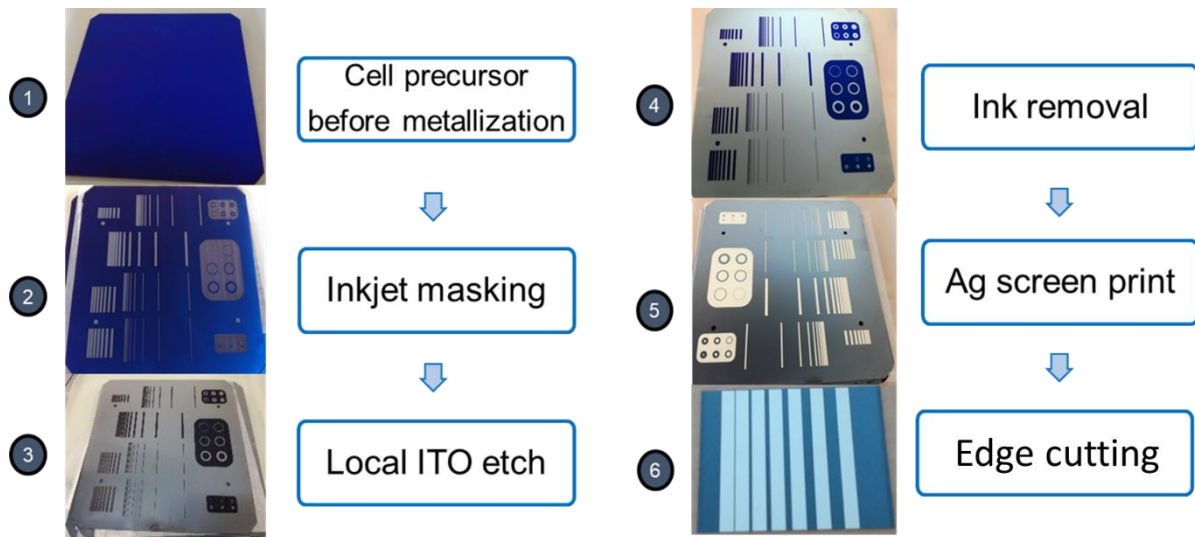 1
Cell precursor
before metallization
2
Inkjet masking
3
Local ITO etch
4
Ink removal
5
Ag screen print
6
Edge cutting